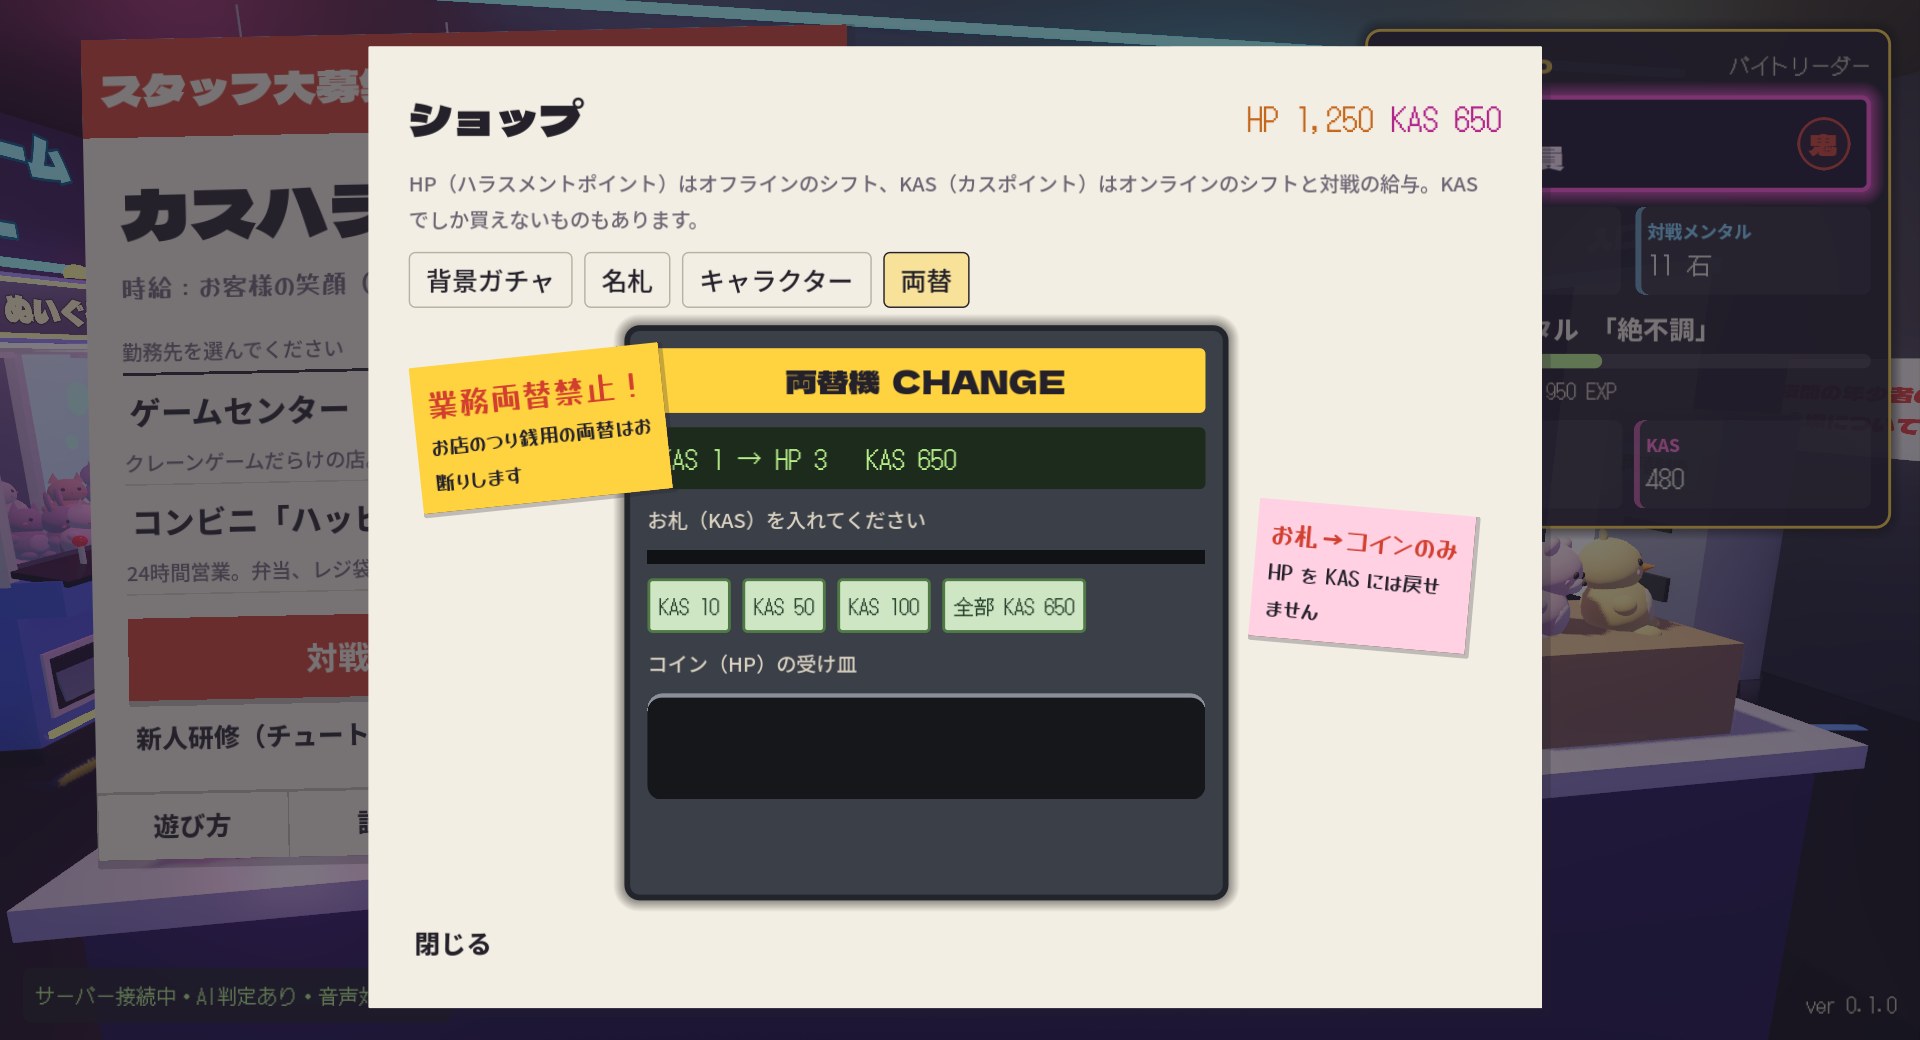 スタッフ大募
カスハラ
時給：お客様の笑顔（
勤務先を選んでください
ゲームセンター
クレーンゲームだらけの店。
コンビニ「ハッピ
24時間営業。弁当、レジ袋
対戦
新人研修（チュート
遊び方
サーバー接続中・AI判定あり・音声対
ーム
ぬいぐ
ショップ
HP 1,250 KAS 650
HP（ハラスメントポイント）はオフラインのシフト、KAS（カスポイント）はオンラインのシフトと対戦の給与。KAS
でしか買えないものもあります。
背景ガチャ
名札
キャラクター
両替
業務両替禁止！
お店のつり銭用の両替はお
断りします
両替機 CHANGE
KAS 1 → HP 3 KAS 650
お札（KAS）を入れてください
KAS 10
KAS 50
KAS 100
全部 KAS 650
コイン（HP）の受け皿
お札→コインのみ
HP を KAS には戻せ
ません
閉じる
バイトリーダー
員
鬼
対戦メンタル
11 石
タル 「絶不調」
950 EXP
KAS
480
ver 0.1.0